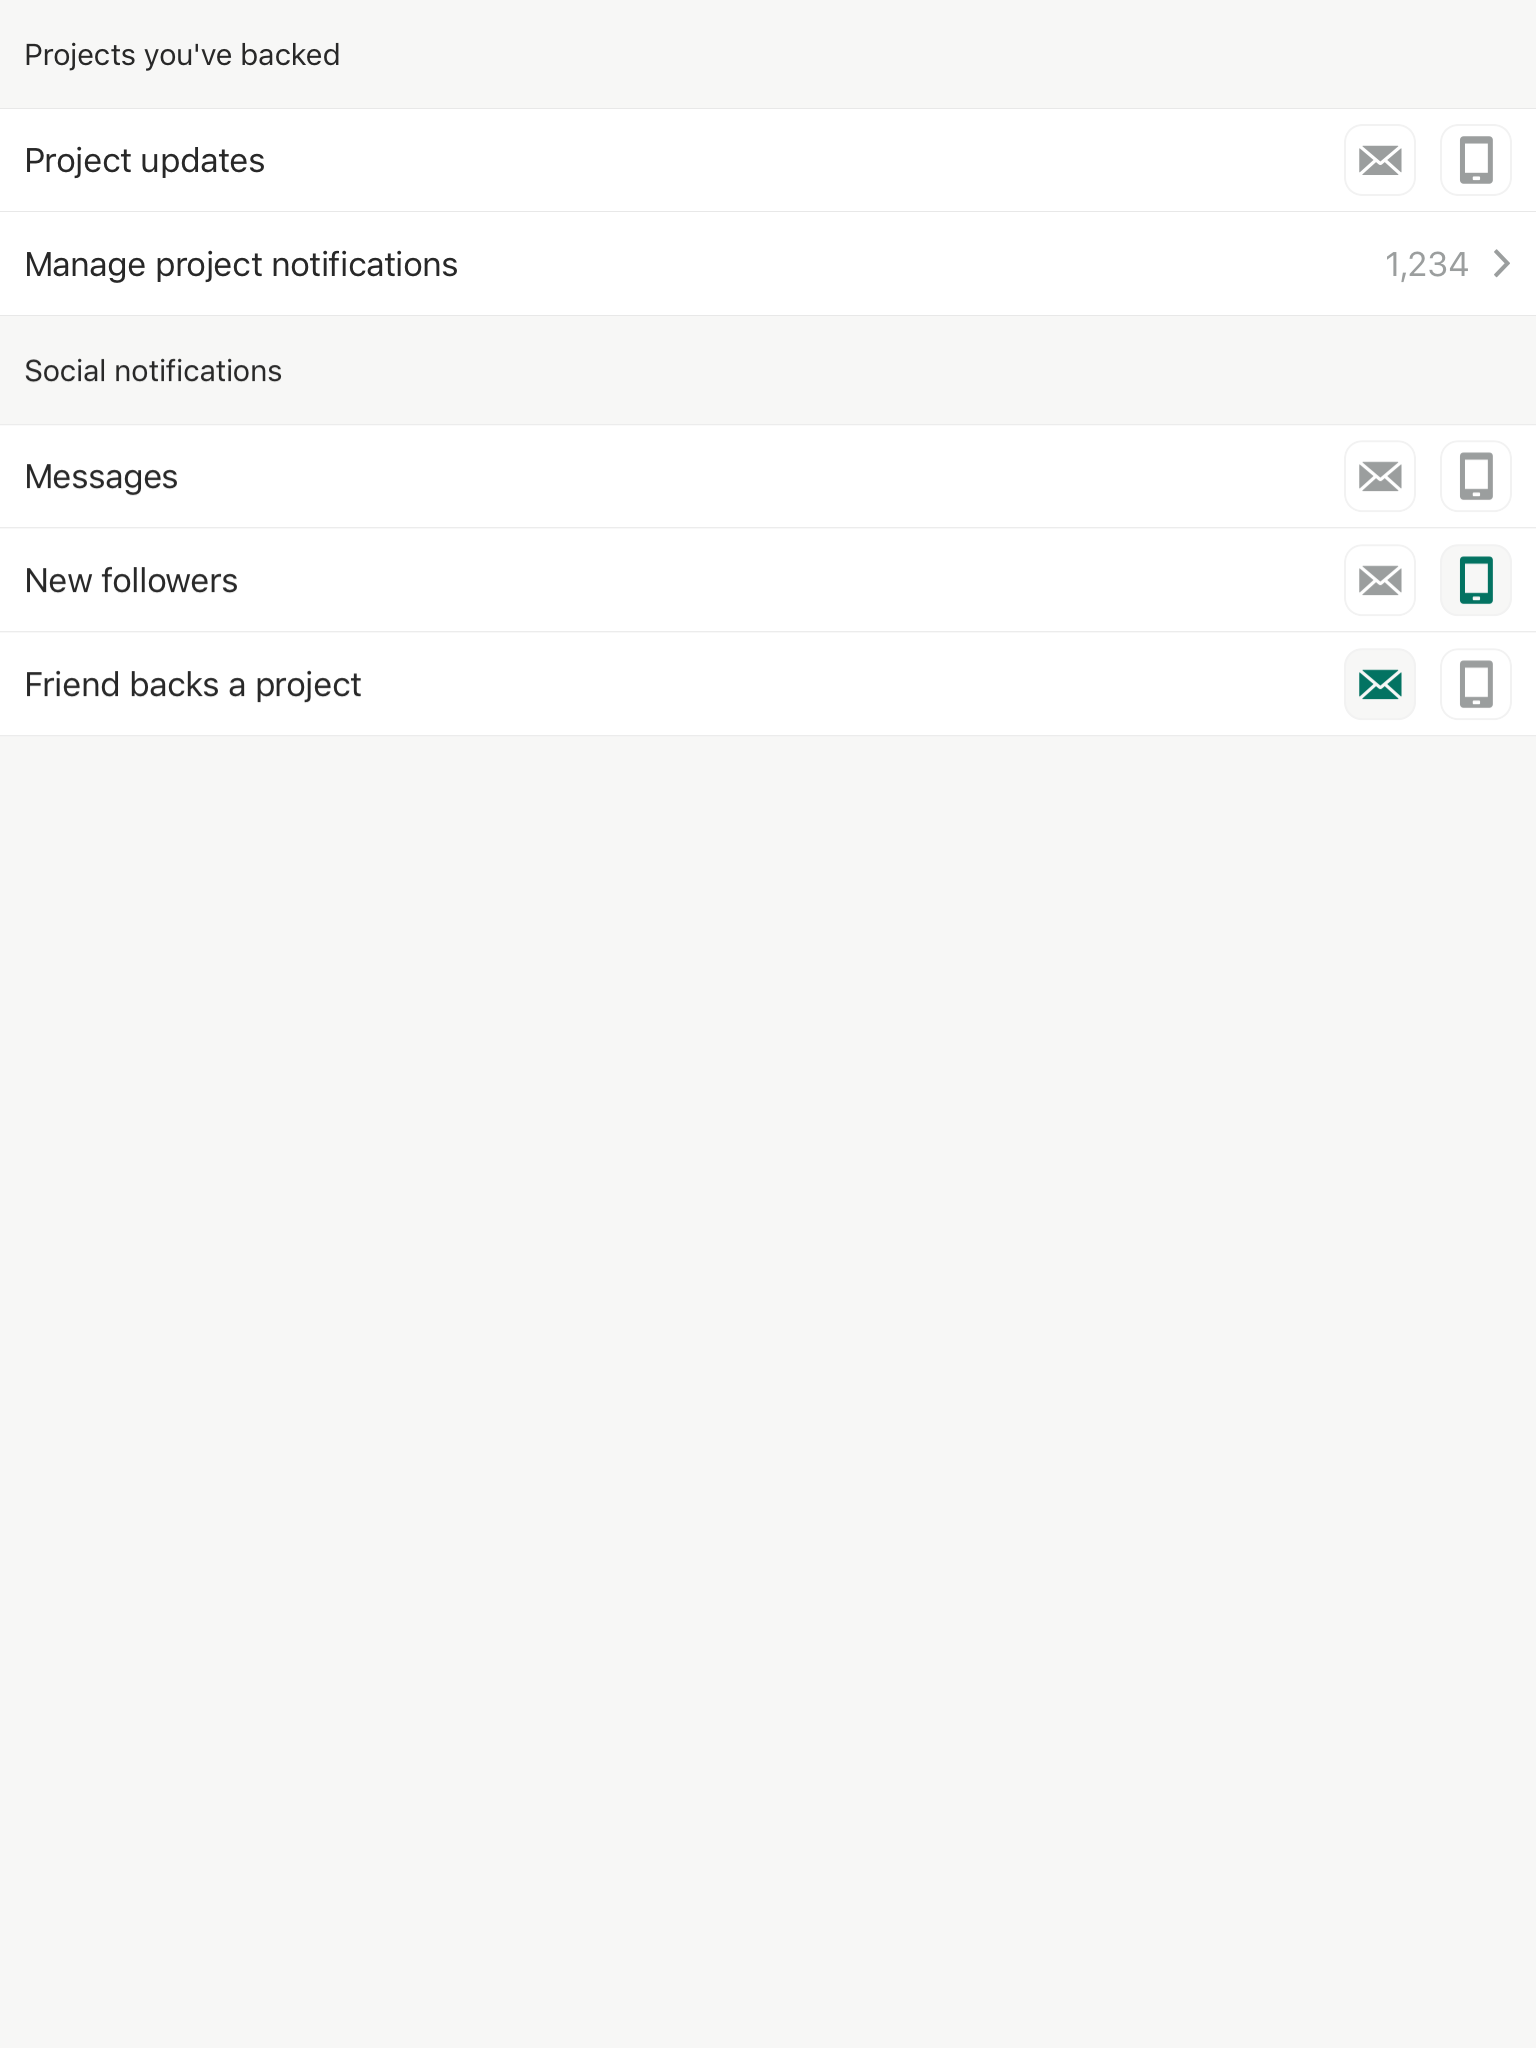 Projects you've backed
Project updates
Manage project notifications 1,234
Social notifications
Messages
New followers
Friend backs a project